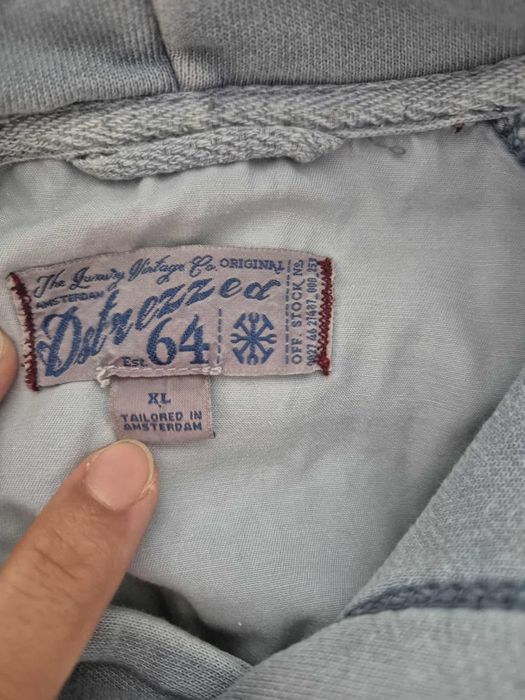 The Luxury Vintage Co. ORIGINAL
AMSTERDAM
Dstrezzed
Est. 64
OFF. STOCK No.
XL
TAILORED IN
AMSTERDAM